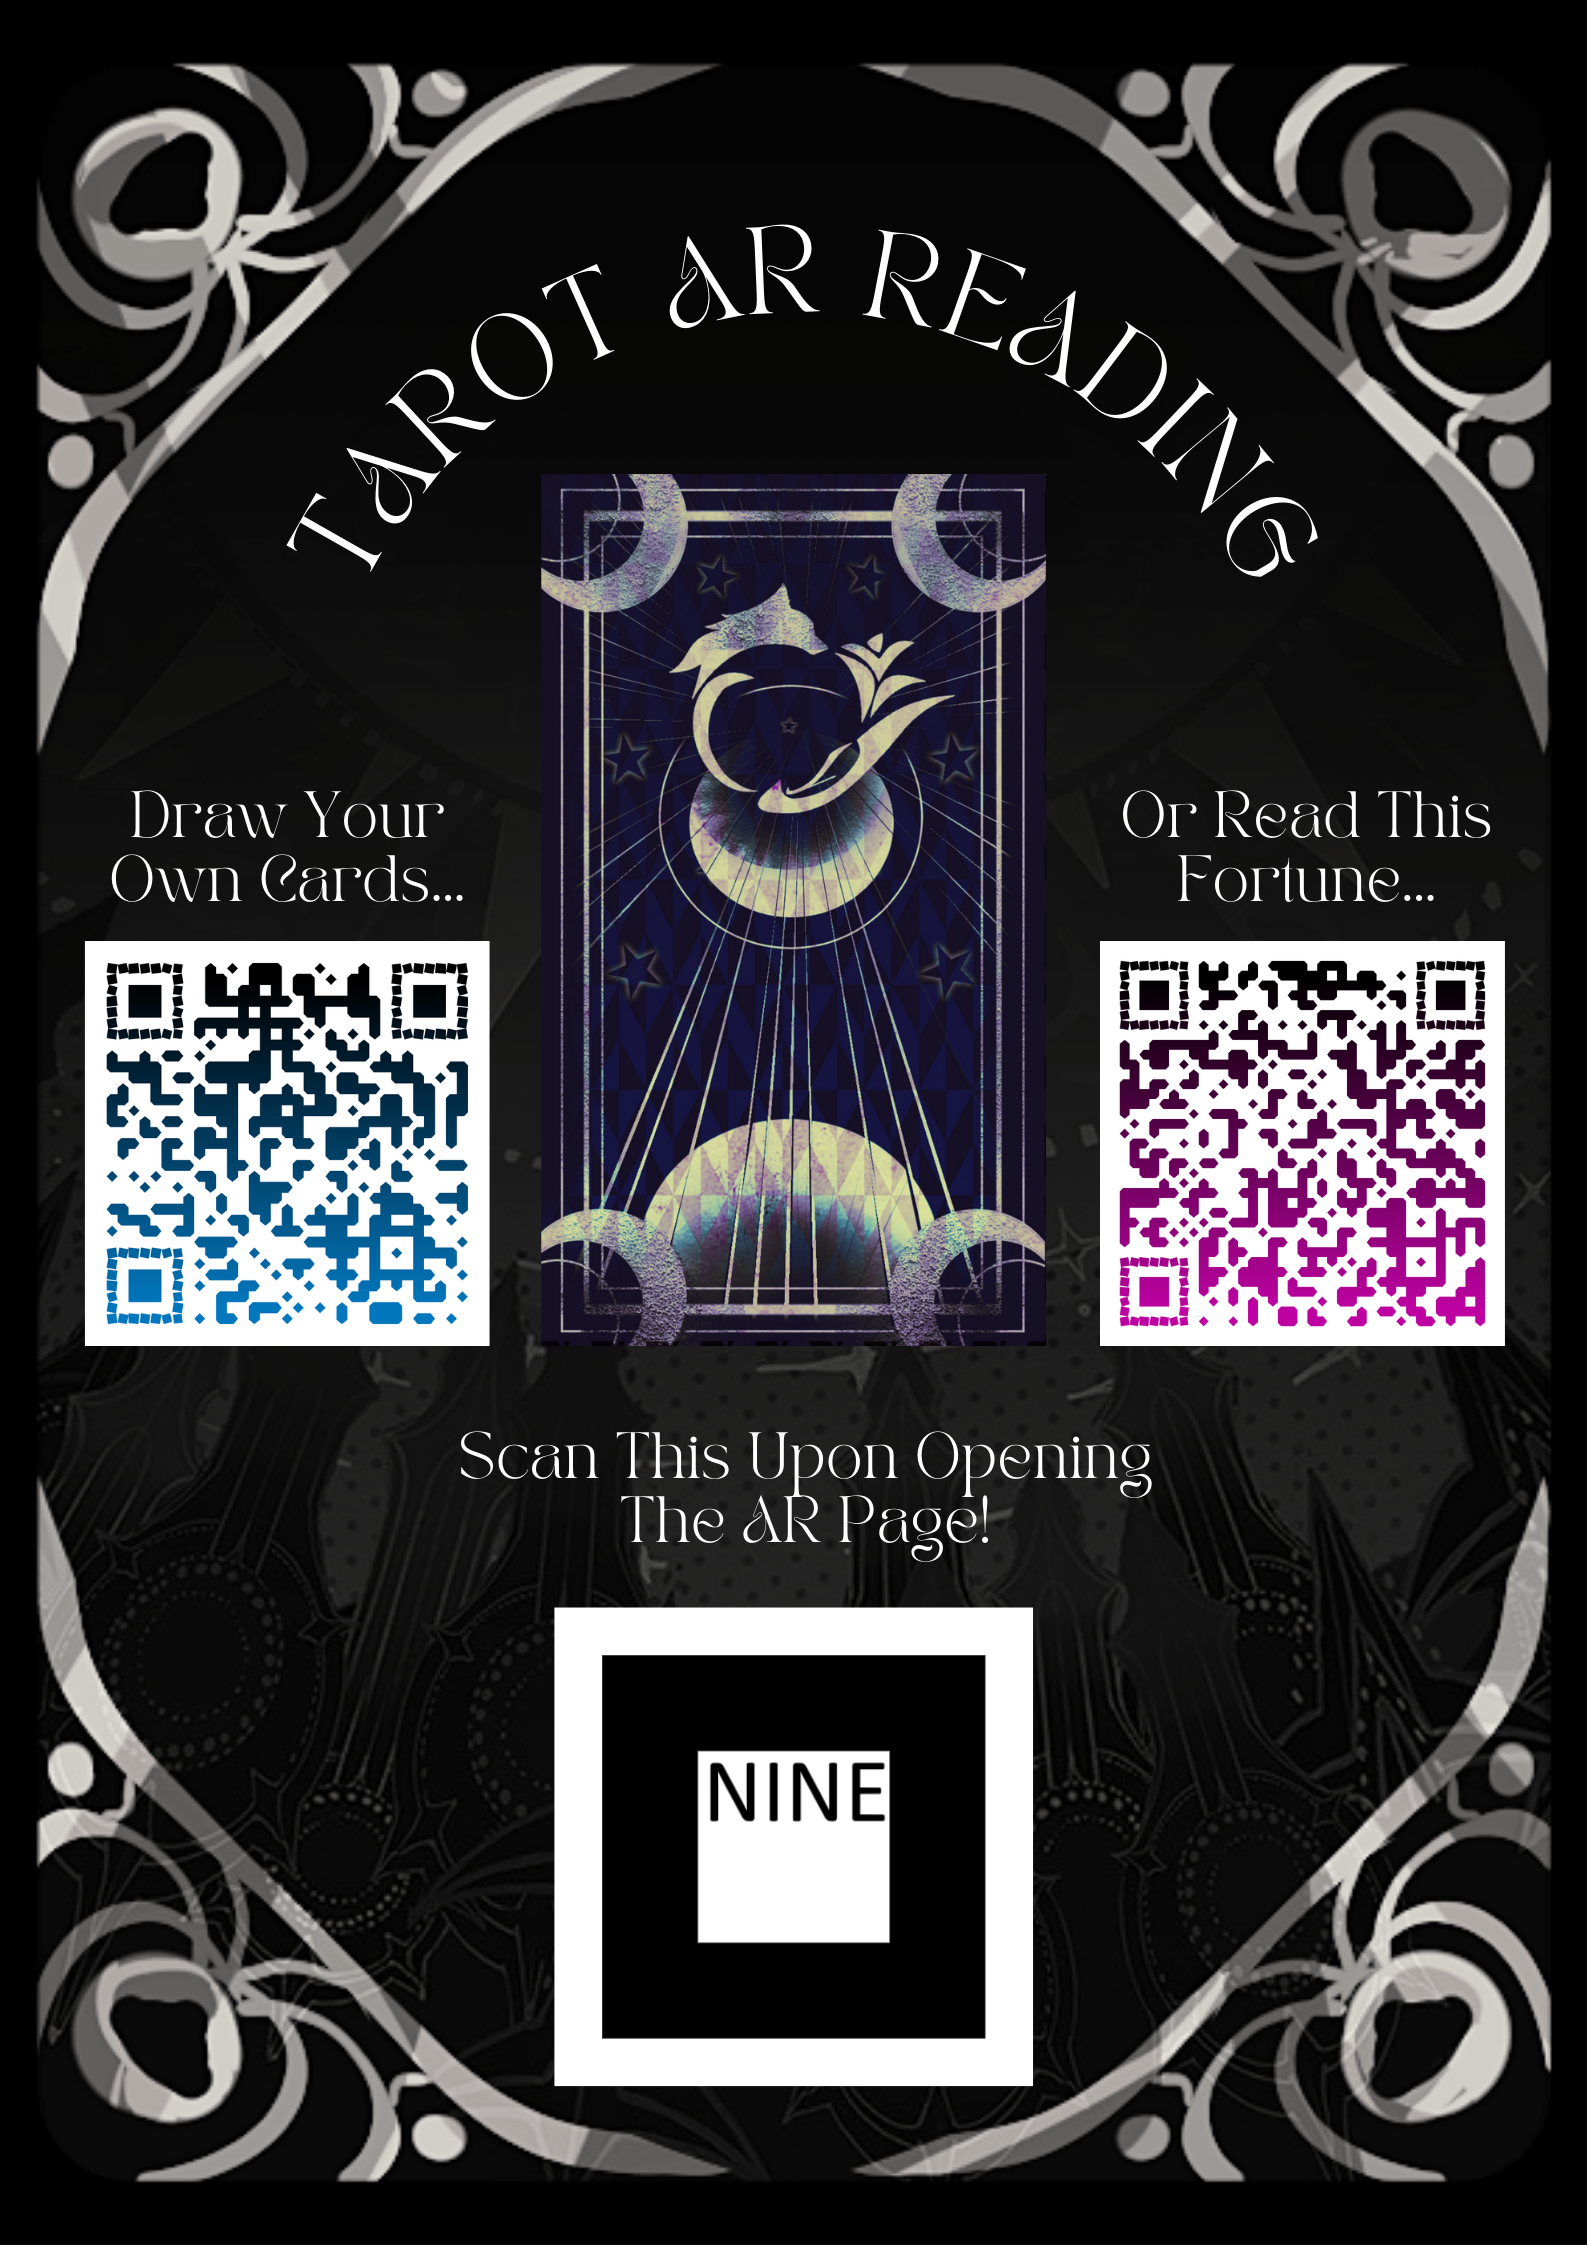 TAROT AR READING
Draw Your
Own Cards...
Or Read This
Fortune...
Scan This Upon Opening
The AR Page!
NINE